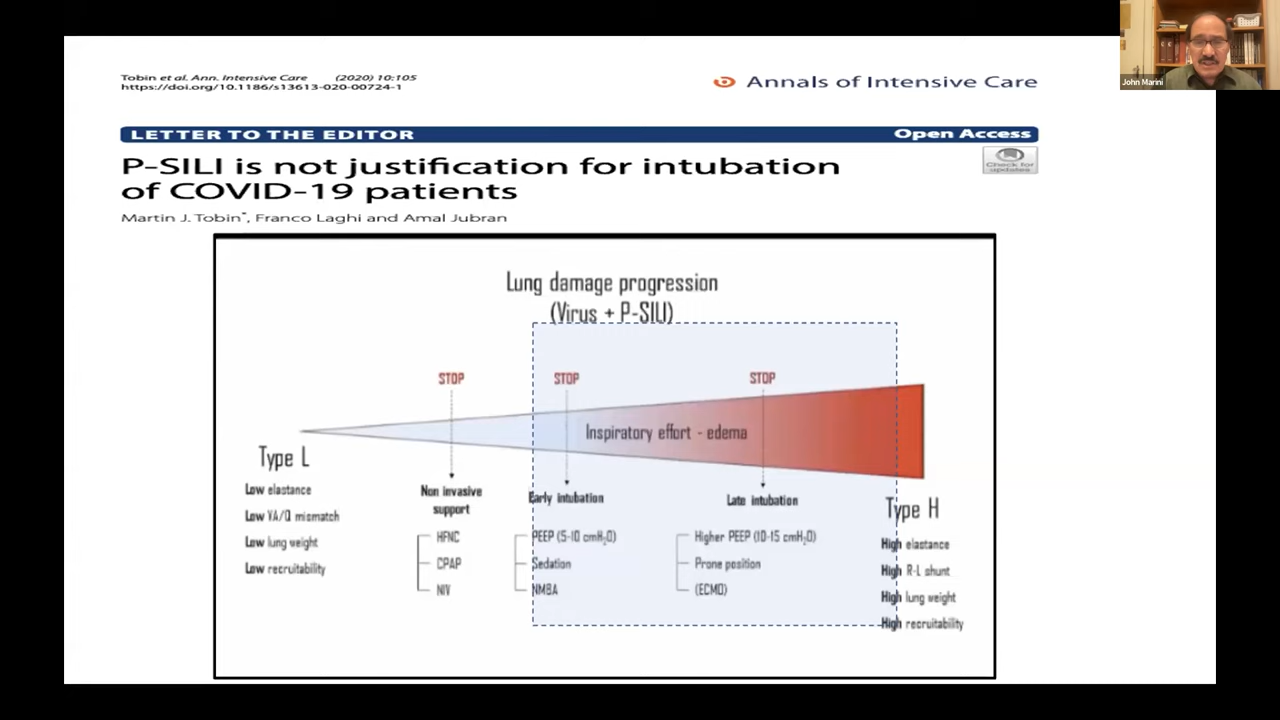 John Marini
Tobin et al. Ann. Intensive Care (2020) 10:105
https://doi.org/10.1186/s13613-020-00724-1
Annals of Intensive Care
LETTER TO THE EDITOR
Open Access
P-SILI is not justification for intubation
of COVID-19 patients
Check for
updates
Martin J. Tobin*, Franco Laghi and Amal Jubran
Lung damage progression
(Virus + P-SILI)
STOP
STOP
STOP
Inspiratory effort - edema
Type L
Low elastance
Low VA/Q mismatch
Low lung weight
Low recruitability
Non invasive
support
HFNC
CPAP
NIV
Early intubation
PEEP (5-10 cmH₂O)
Sedation
NMBA
Late intubation
Higher PEEP (10-15 cmH₂O)
Prone position
(ECMO)
Type H
High elastance
High R-L shunt
High lung weight
High recruitability